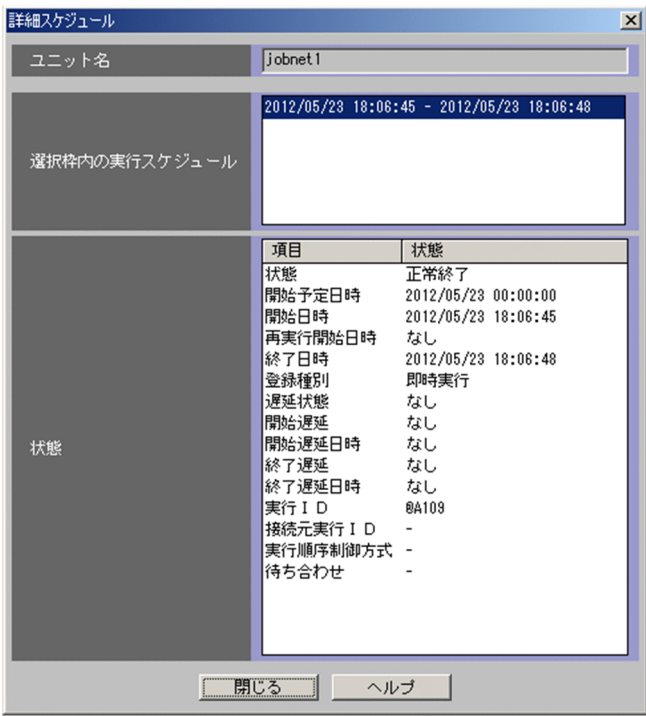 詳細スケジュール
ユニット名
jobnet1
選択枠内の実行スケジュール
2012/05/23 18:06:45 - 2012/05/23 18:06:48
状態
項目 状態
状態 正常終了
開始予定日時 2012/05/23 00:00:00
開始日時 2012/05/23 18:06:45
再実行開始日時 なし
終了日時 2012/05/23 18:06:48
登録種別 即時実行
遅延状態 なし
開始遅延 なし
開始遅延日時 なし
終了遅延 なし
終了遅延日時 なし
実行ID @A109
接続元実行ID -
実行順序制御方式 -
待ち合わせ -
閉じる ヘルプ